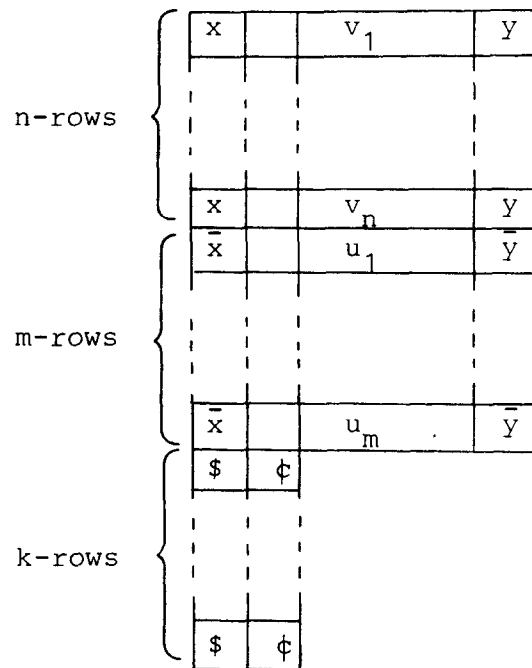 x v₁ y
n-rows
x vₙ y
x̄ u₁ ȳ
m-rows
x̄ uₘ ȳ
$ ¢
k-rows
$ ¢